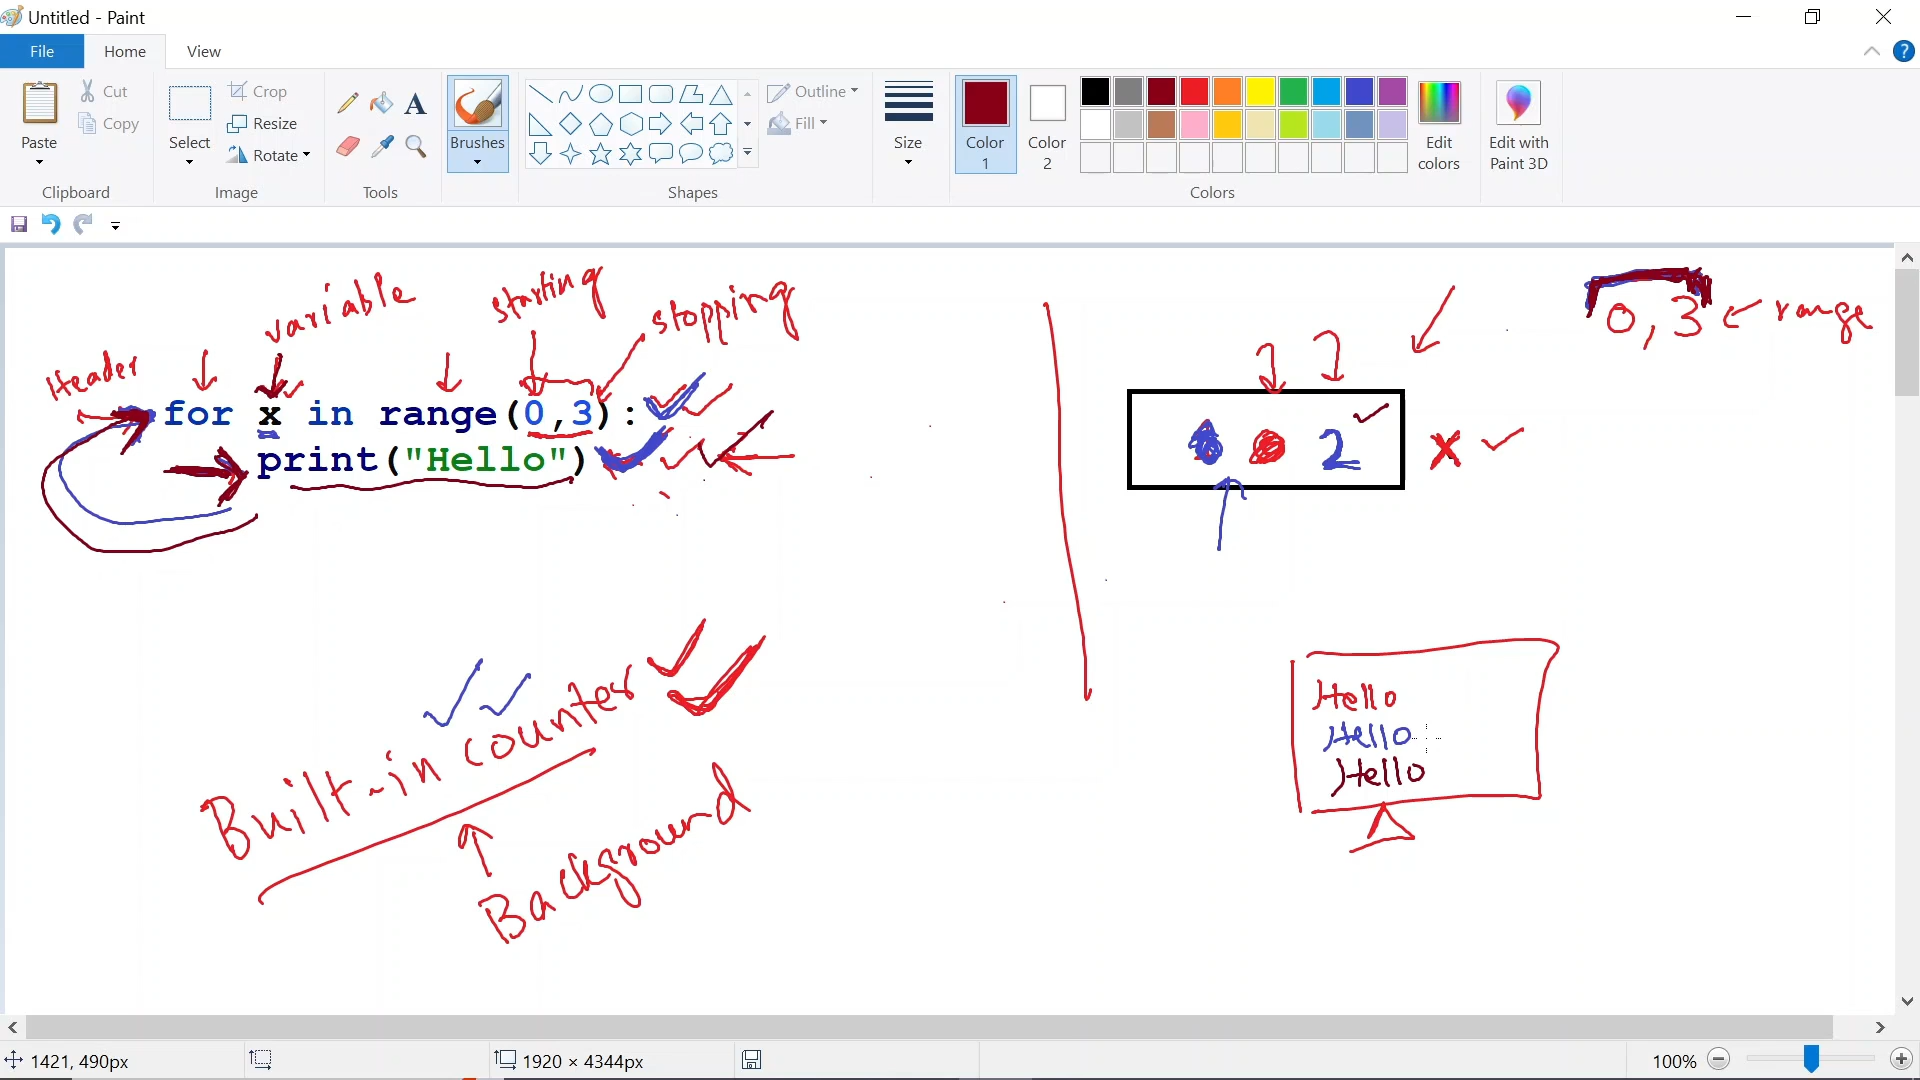 Untitled - Paint
File
Home
View
Paste
Cut
Copy
Clipboard
Select
Crop
Resize
Rotate
Image
Tools
Brushes
Shapes
Outline
Fill
Size
Color
1
Color
2
Colors
Edit
colors
Edit with
Paint 3D
variable
starting
stopping
Header
for x in range(0,3):
print("Hello")
0, 3
range
2
x
Built-in counter
Background
Hello
Hello
Hello
1421, 490px
1920 × 4344px
100%